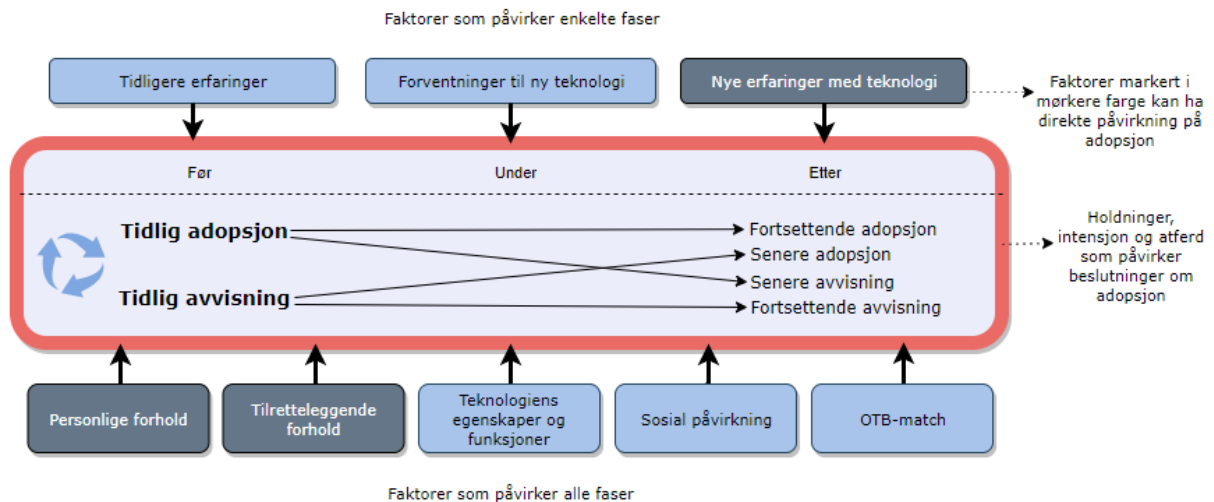 Faktorer som påvirker enkelte faser
Tidligere erfaringer
Forventninger til ny teknologi
Nye erfaringer med teknologi
Faktorer markert i
mørkere farge kan ha
direkte påvirkning på
adopsjon
Før
Under
Etter
Tidlig adopsjon
Tidlig avvisning
Fortsettende adopsjon
Senere adopsjon
Senere avvisning
Fortsettende avvisning
Holdninger,
intensjon og atferd
som påvirker
beslutninger om
adopsjon
Personlige forhold
Tilretteleggende
forhold
Teknologiens
egenskaper og
funksjoner
Sosial påvirkning
OTB-match
Faktorer som påvirker alle faser